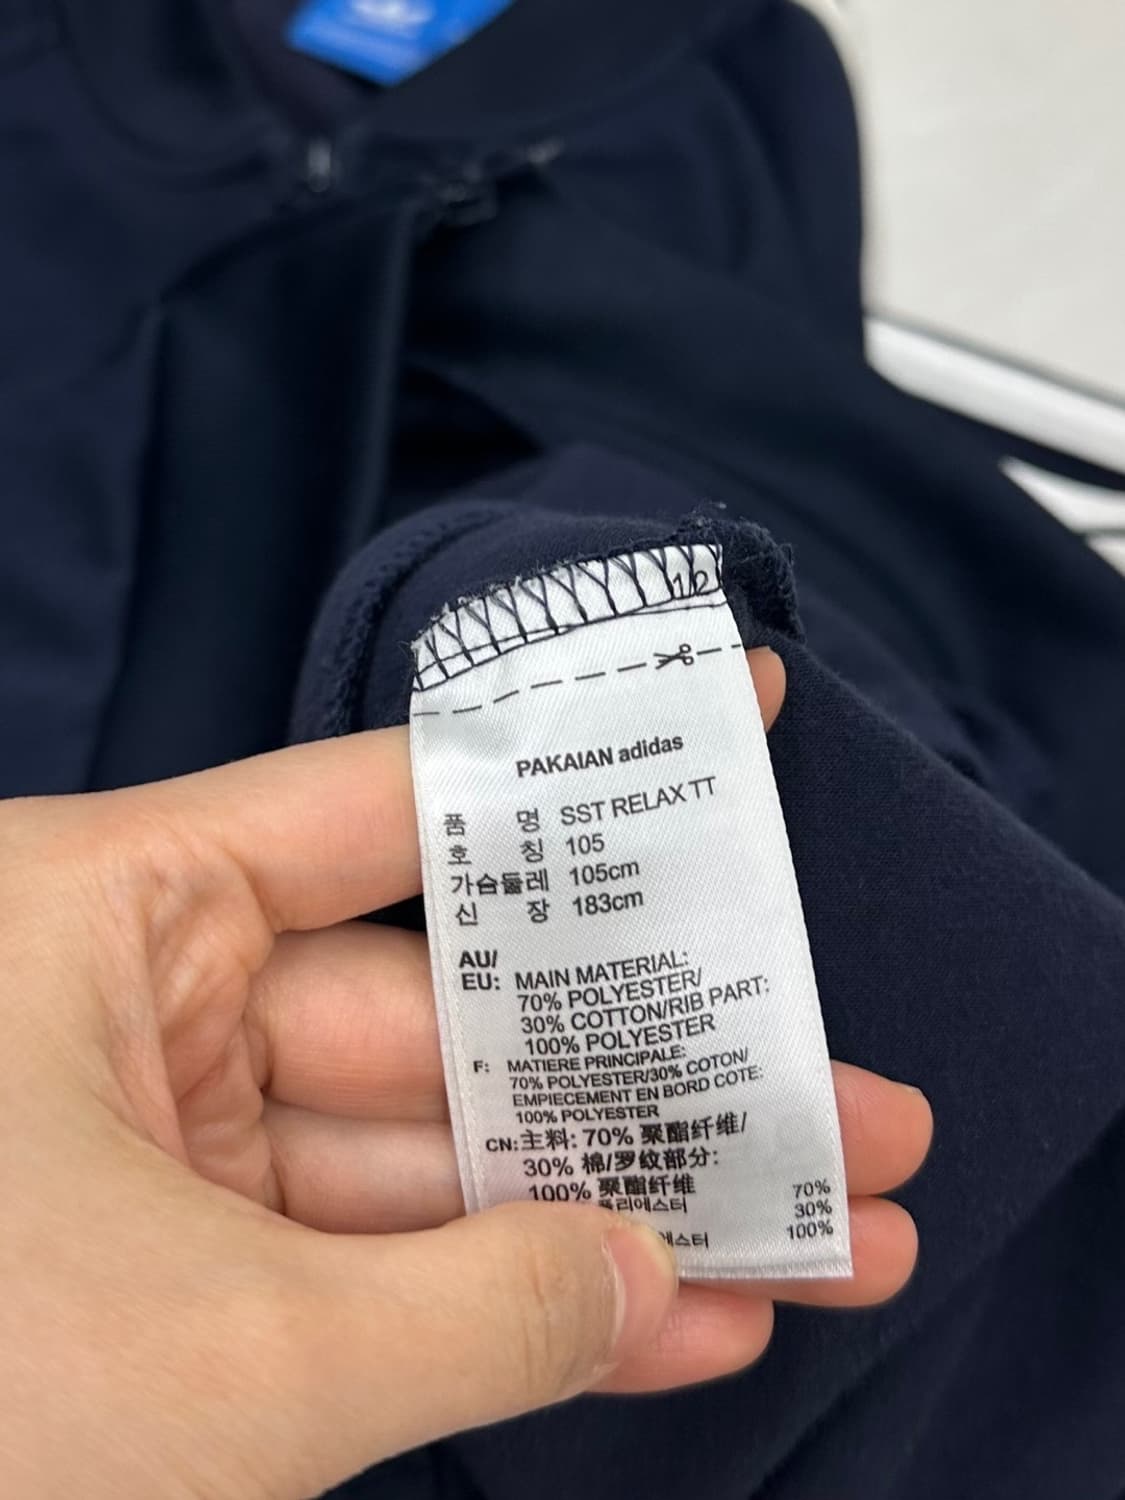 1/2
PAKAIAN adidas
품 명 SST RELAX TT
호 칭 105
가슴둘레 105cm
신 장 183cm
AU/
EU: MAIN MATERIAL:
70% POLYESTER/
30% COTTON/RIB PART:
100% POLYESTER
F: MATIERE PRINCIPALE:
70% POLYESTER/30% COTON/
EMPIECEMENT EN BORD COTE:
100% POLYESTER
CN: 主料: 70% 聚酯纤维/
30% 棉/罗纹部分:
100% 聚酯纤维
70%
30%
100%